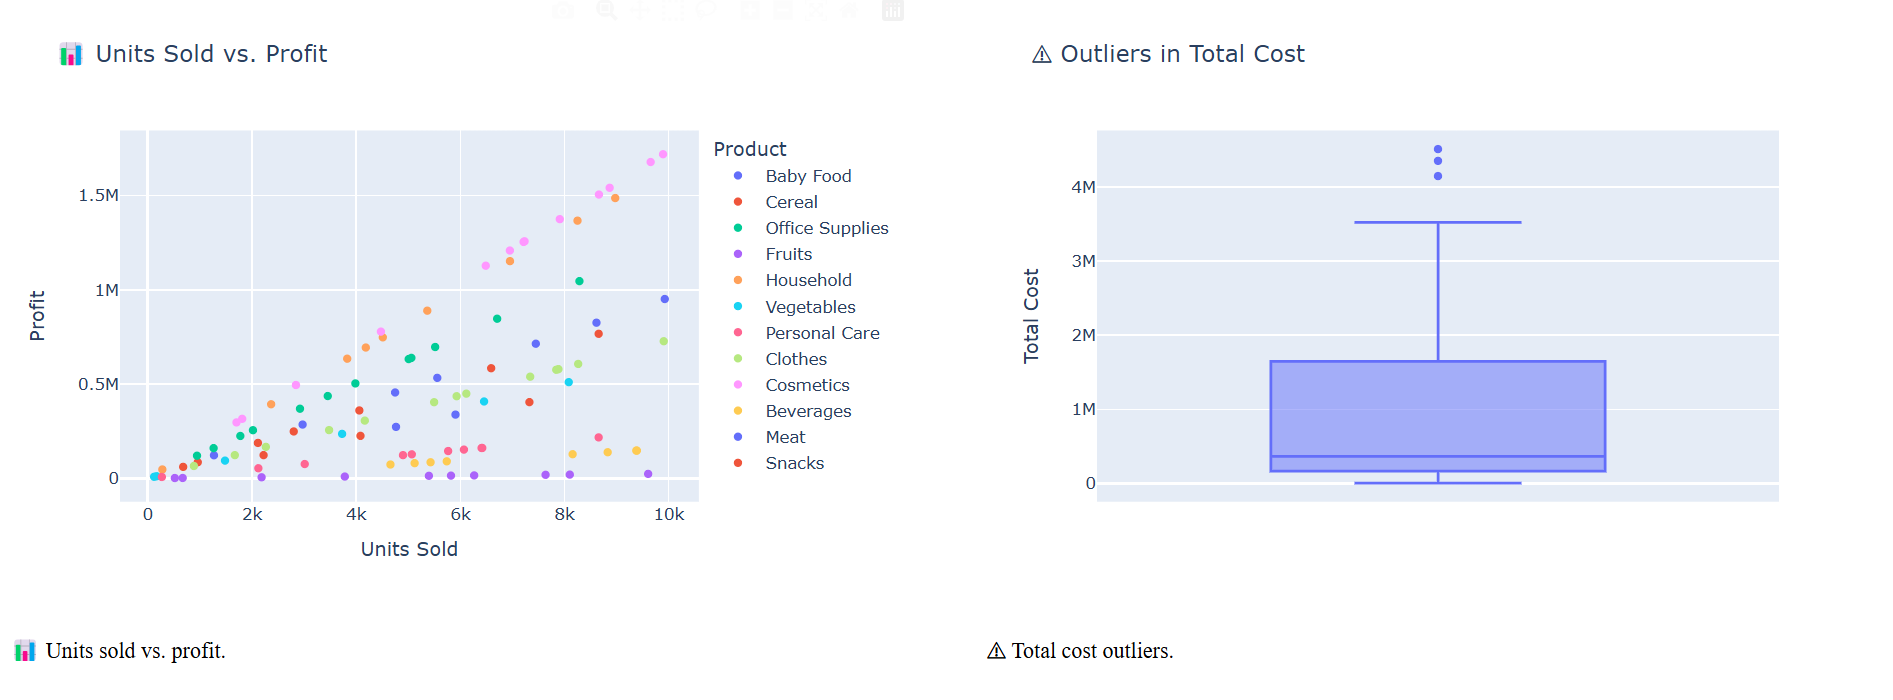 📊 Units Sold vs. Profit
Profit
1.5M
1M
0.5M
0
0
2k
4k
6k
8k
10k
Units Sold
Product
Baby Food
Cereal
Office Supplies
Fruits
Household
Vegetables
Personal Care
Clothes
Cosmetics
Beverages
Meat
Snacks
📊 Units sold vs. profit.
⚠ Outliers in Total Cost
Total Cost
4M
3M
2M
1M
0
⚠ Total cost outliers.